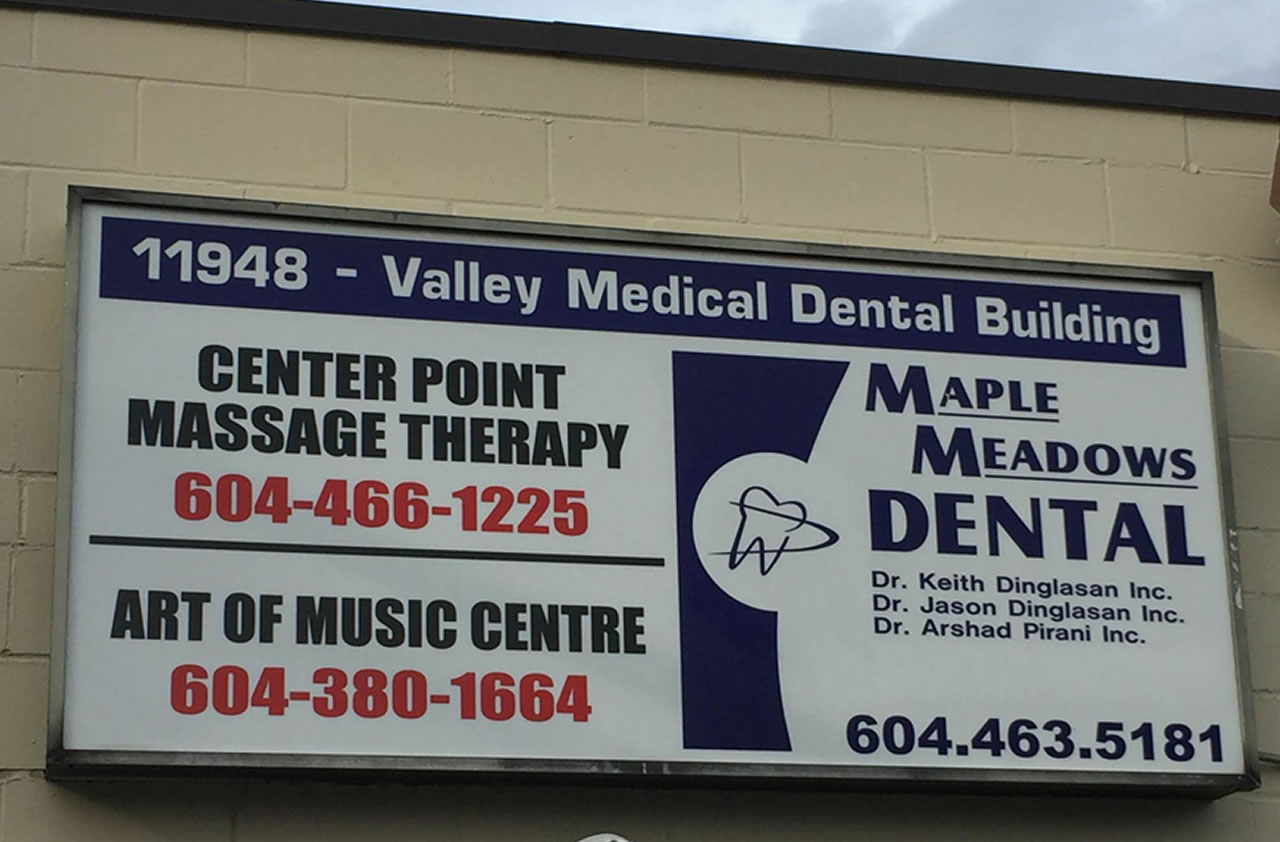 11948 - Valley Medical Dental Building
CENTER POINT
MASSAGE THERAPY
604-466-1225
ART OF MUSIC CENTRE
604-380-1664
MAPLE
MEADOWS
DENTAL
Dr. Keith Dinglasan Inc.
Dr. Jason Dinglasan Inc.
Dr. Arshad Pirani Inc.
604.463.5181